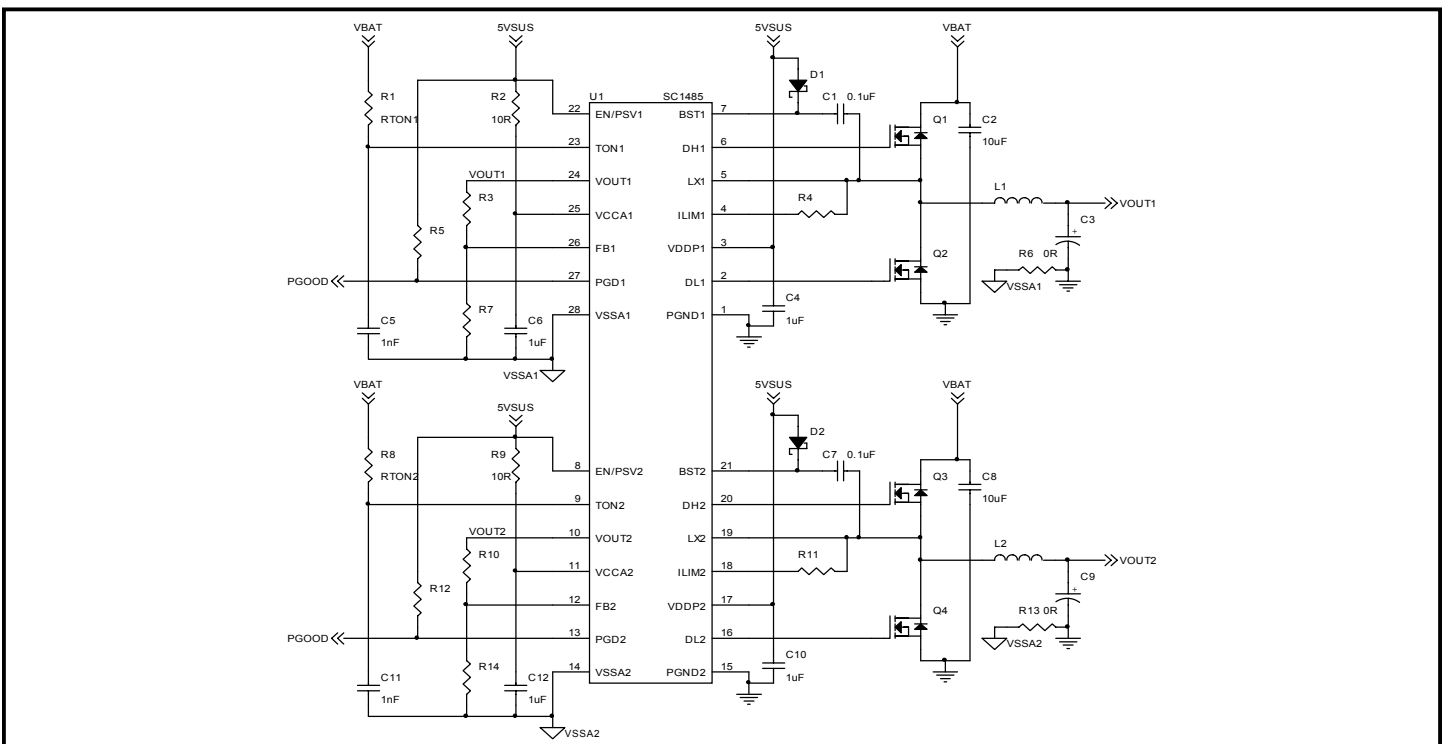 VBAT
5VSUS
5VSUS
VBAT
R1
RTON1
R2
10R
U1
SC1485
D1
C1 0.1uF
Q1
C2
10uF
22 EN/PSV1 BST1 7
23 TON1 DH1 6
VOUT1
24 VOUT1 LX1 5
R3
R4
L1
VOUT1
25 VCCA1 ILIM1 4
C3
+
R5
26 FB1 VDDP1 3
Q2
R6 0R
VSSA1
PGOOD
27 PGD1 DL1 2
R7
C4
1uF
28 VSSA1 PGND1 1
C5
1nF
C6
1uF
VSSA1
VBAT
5VSUS
5VSUS
VBAT
R8
RTON2
R9
10R
D2
C7 0.1uF
Q3
C8
10uF
8 EN/PSV2 BST2 21
9 TON2 DH2 20
VOUT2
10 VOUT2 LX2 19
R10
R11
L2
VOUT2
11 VCCA2 ILIM2 18
C9
+
R12
12 FB2 VDDP2 17
Q4
R13 0R
VSSA2
PGOOD
13 PGD2 DL2 16
R14
C10
1uF
14 VSSA2 PGND2 15
C11
1nF
C12
1uF
VSSA2